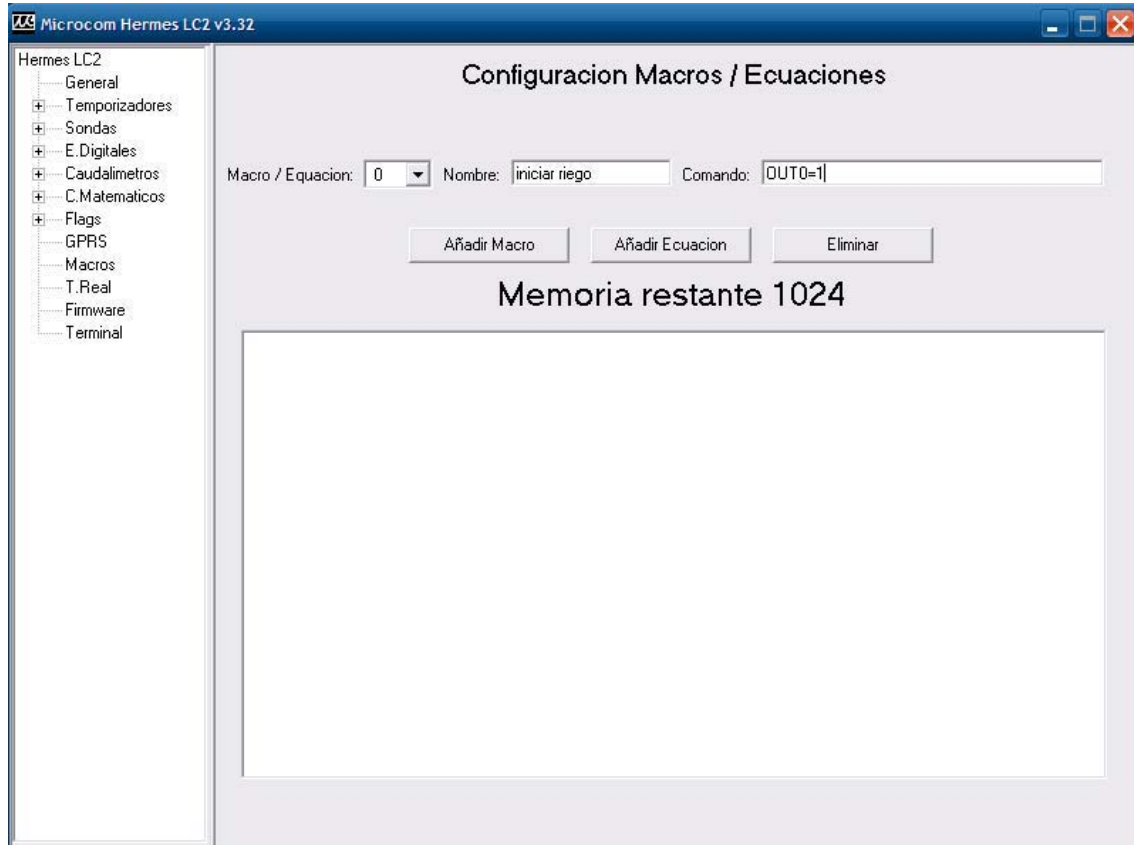 Microcom Hermes LC2 v3.32
Hermes LC2
General
Temporizadores
Sondas
E.Digitales
Caudalimetros
C.Matematicos
Flags
GPRS
Macros
T.Real
Firmware
Terminal
Configuracion Macros / Ecuaciones
Macro / Equacion: 0 Nombre: iniciar riego Comando: OUT0=1
Añadir Macro Añadir Ecuacion Eliminar
Memoria restante 1024